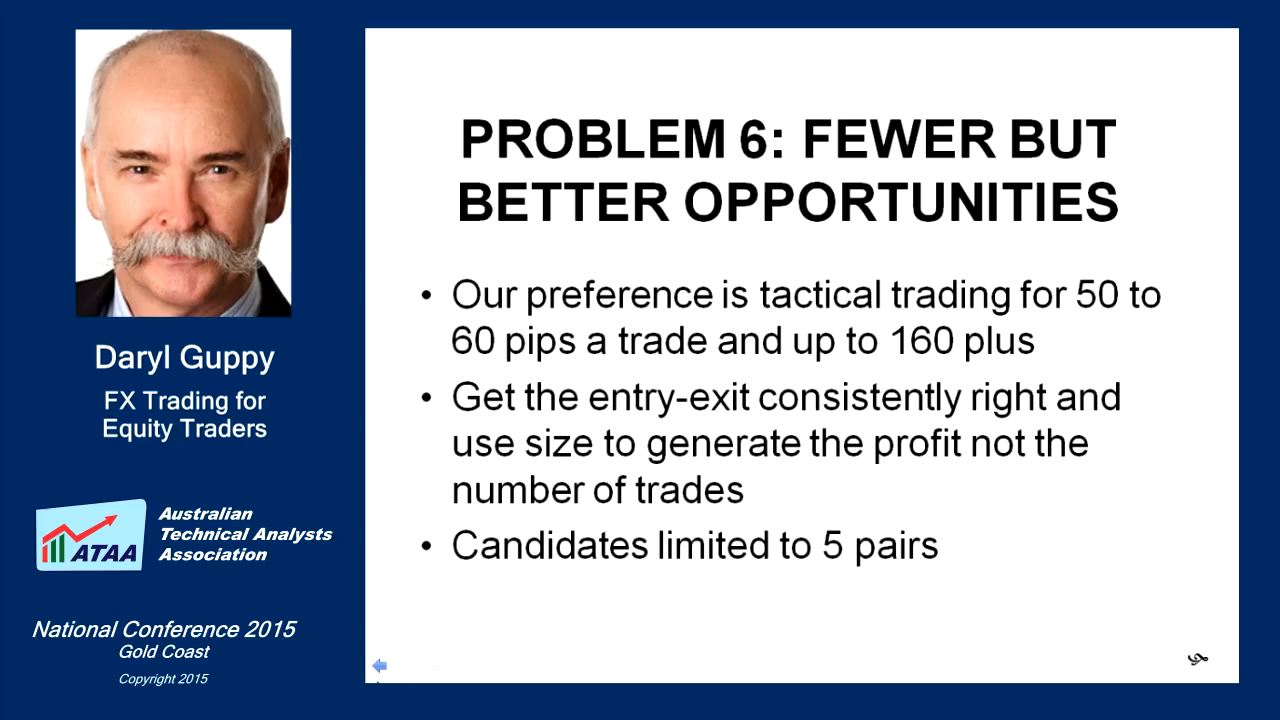 Daryl Guppy
FX Trading for
Equity Traders
ATAA
Australian
Technical Analysts
Association
National Conference 2015
Gold Coast
Copyright 2015
PROBLEM 6: FEWER BUT
BETTER OPPORTUNITIES
• Our preference is tactical trading for 50 to
60 pips a trade and up to 160 plus
• Get the entry-exit consistently right and
use size to generate the profit not the
number of trades
• Candidates limited to 5 pairs